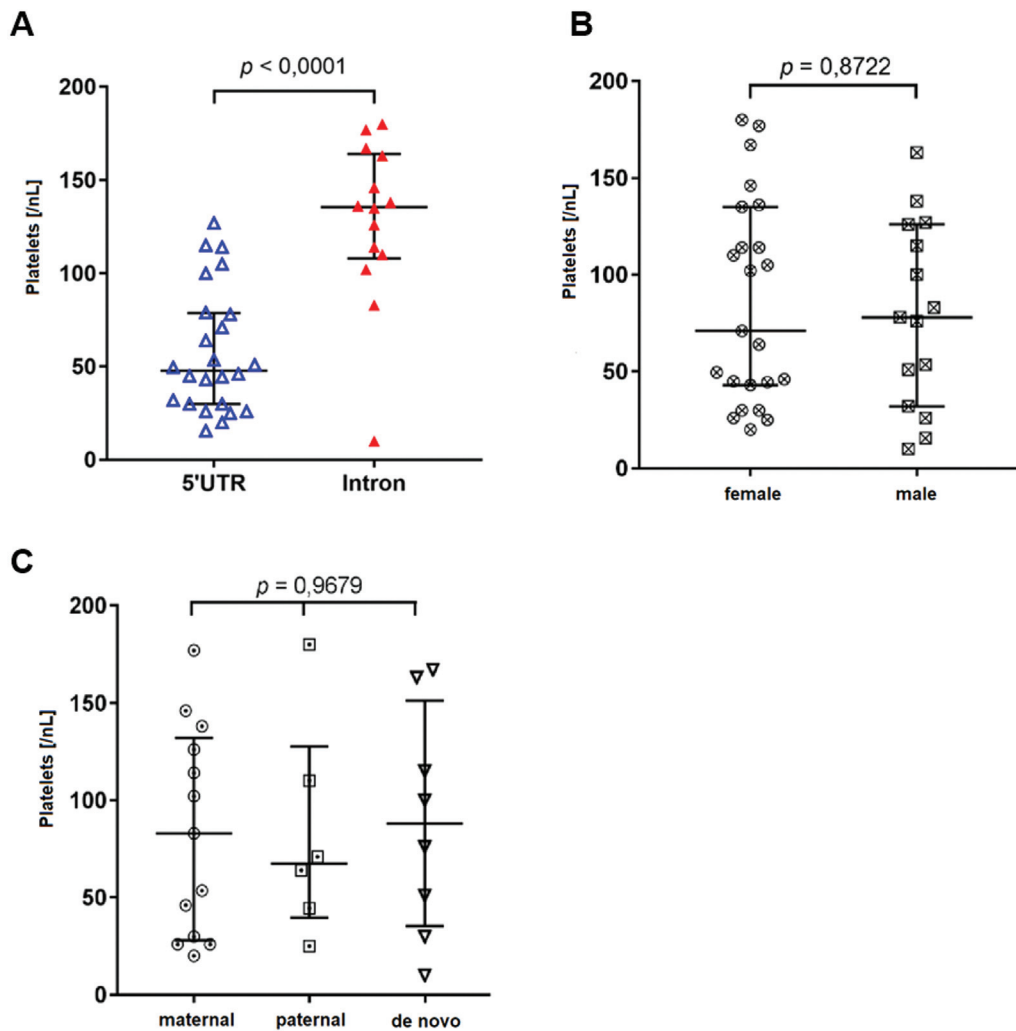 A
p < 0,0001
Platelets [/nL]
200
150
100
50
0
5'UTR Intron
B
p = 0,8722
Platelets [/nL]
200
150
100
50
0
female male
C
p = 0,9679
Platelets [/nL]
200
150
100
50
0
maternal paternal de novo